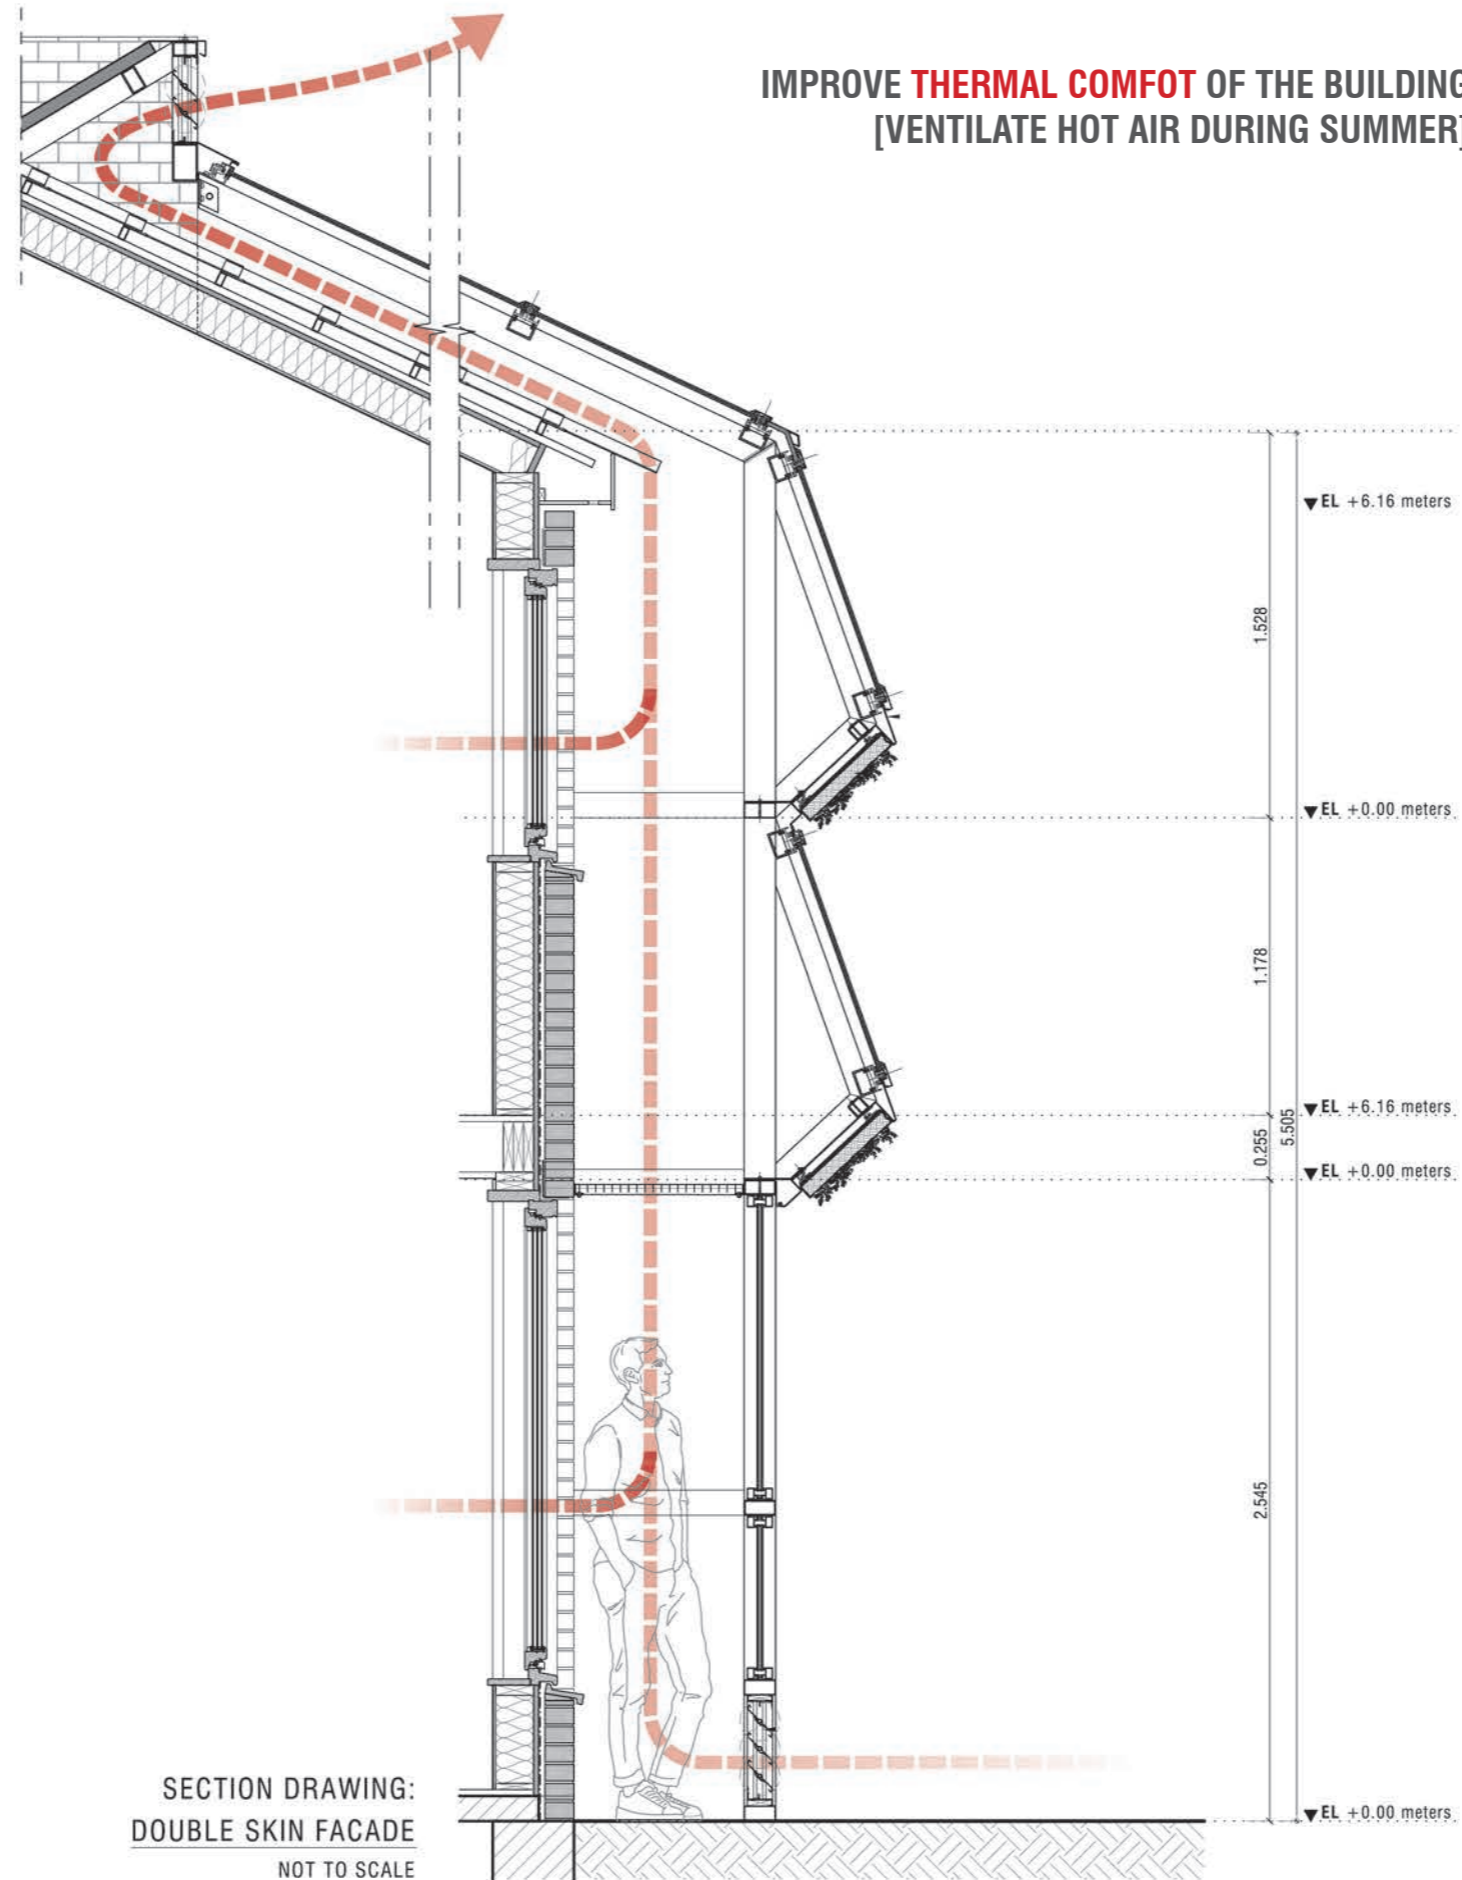 IMPROVE THERMAL COMFOT OF THE BUILDING
[VENTILATE HOT AIR DURING SUMMER]
▼EL +6.16 meters
1.528
▼EL +0.00 meters
1.178
▼EL +6.16 meters
0.255
5.505
▼EL +0.00 meters
2.545
▼EL +0.00 meters
SECTION DRAWING:
DOUBLE SKIN FACADE
NOT TO SCALE